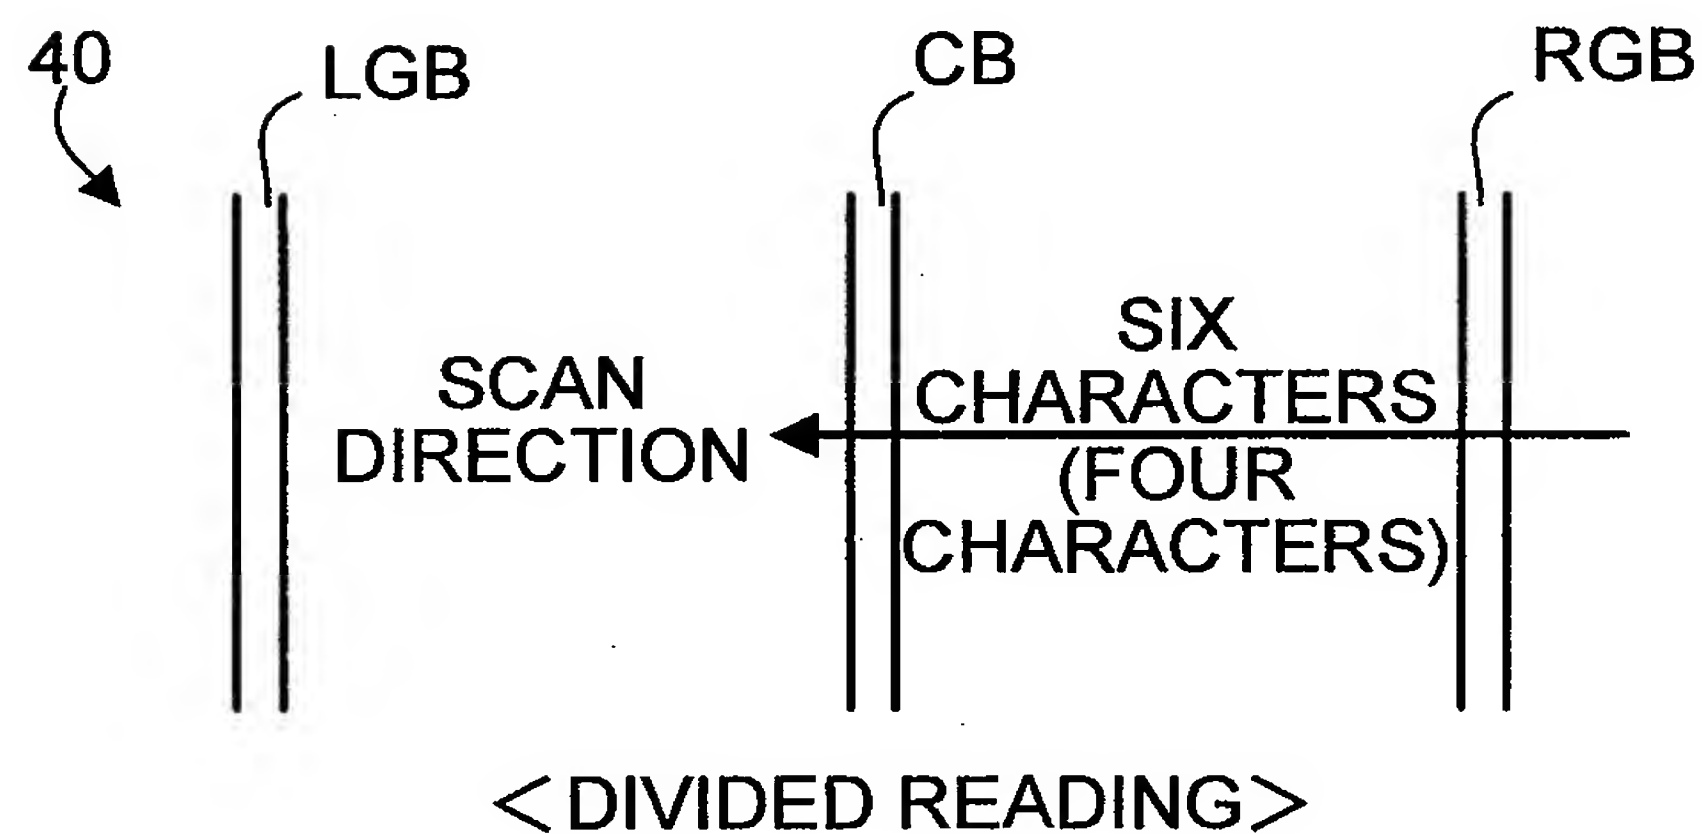 40
LGB
CB
RGB
SCAN
DIRECTION
SIX
CHARACTERS
(FOUR
CHARACTERS)
<DIVIDED READING>